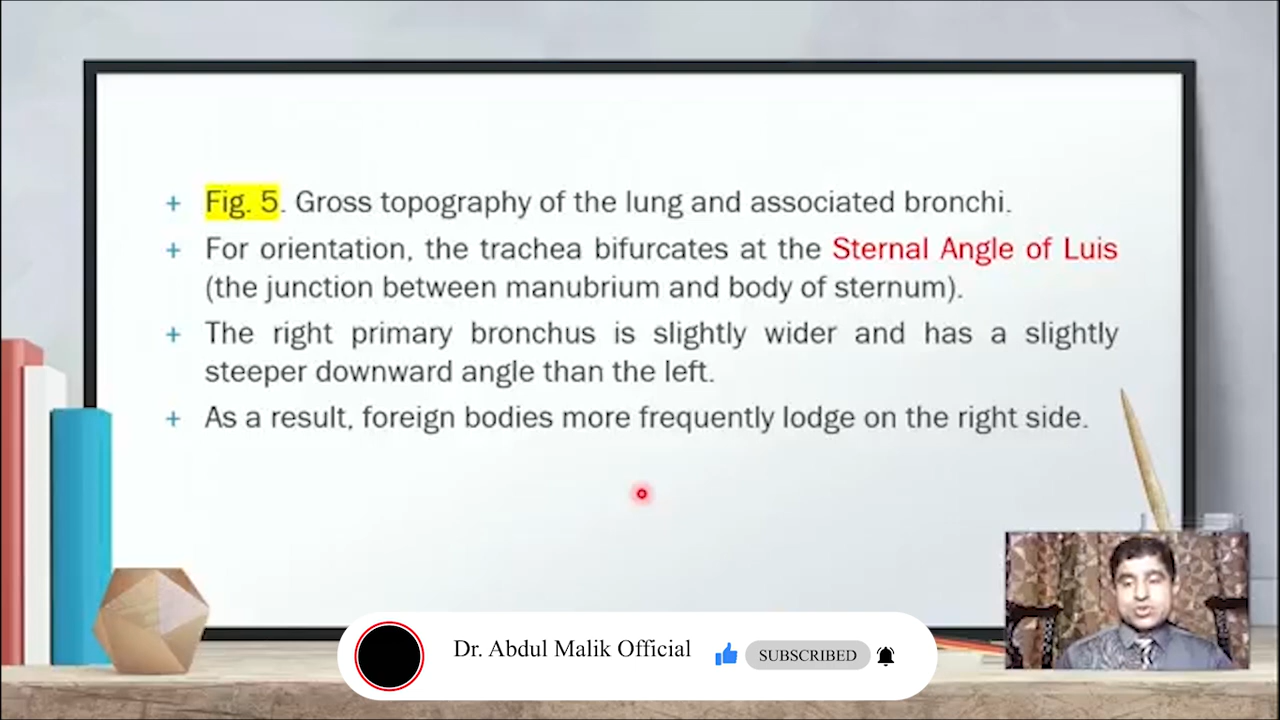 + Fig. 5. Gross topography of the lung and associated bronchi.
+ For orientation, the trachea bifurcates at the Sternal Angle of Luis
(the junction between manubrium and body of sternum).
+ The right primary bronchus is slightly wider and has a slightly
steeper downward angle than the left.
+ As a result, foreign bodies more frequently lodge on the right side.
Dr. Abdul Malik Official
SUBSCRIBED